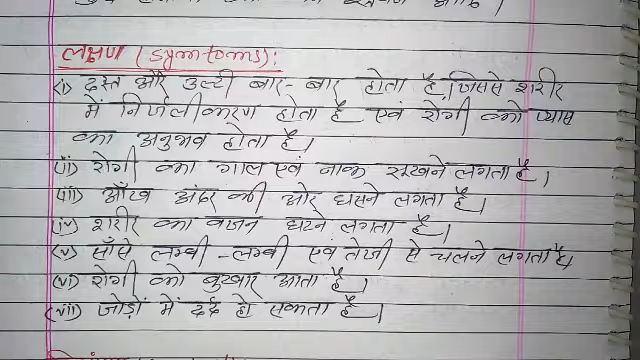 लक्षण (Symptoms):
(i) दस्त और उल्टी बार-बार होता है, जिससे शरीर
में निर्जलीकरण होता है एवं रोगी को प्यास
का अनुभव होता है।
(ii) रोगी का गाल एवं नाक सूखने लगता है।
(iii) आँख अंदर की ओर धसने लगता है।
(iv) शरीर का वजन घटने लगता है।
(v) साँसे लम्बी-लम्बी एवं तेजी से चलने लगता है।
(vi) रोगी को बुखार आता है।
(vii) जोड़ों में दर्द हो सकता है।